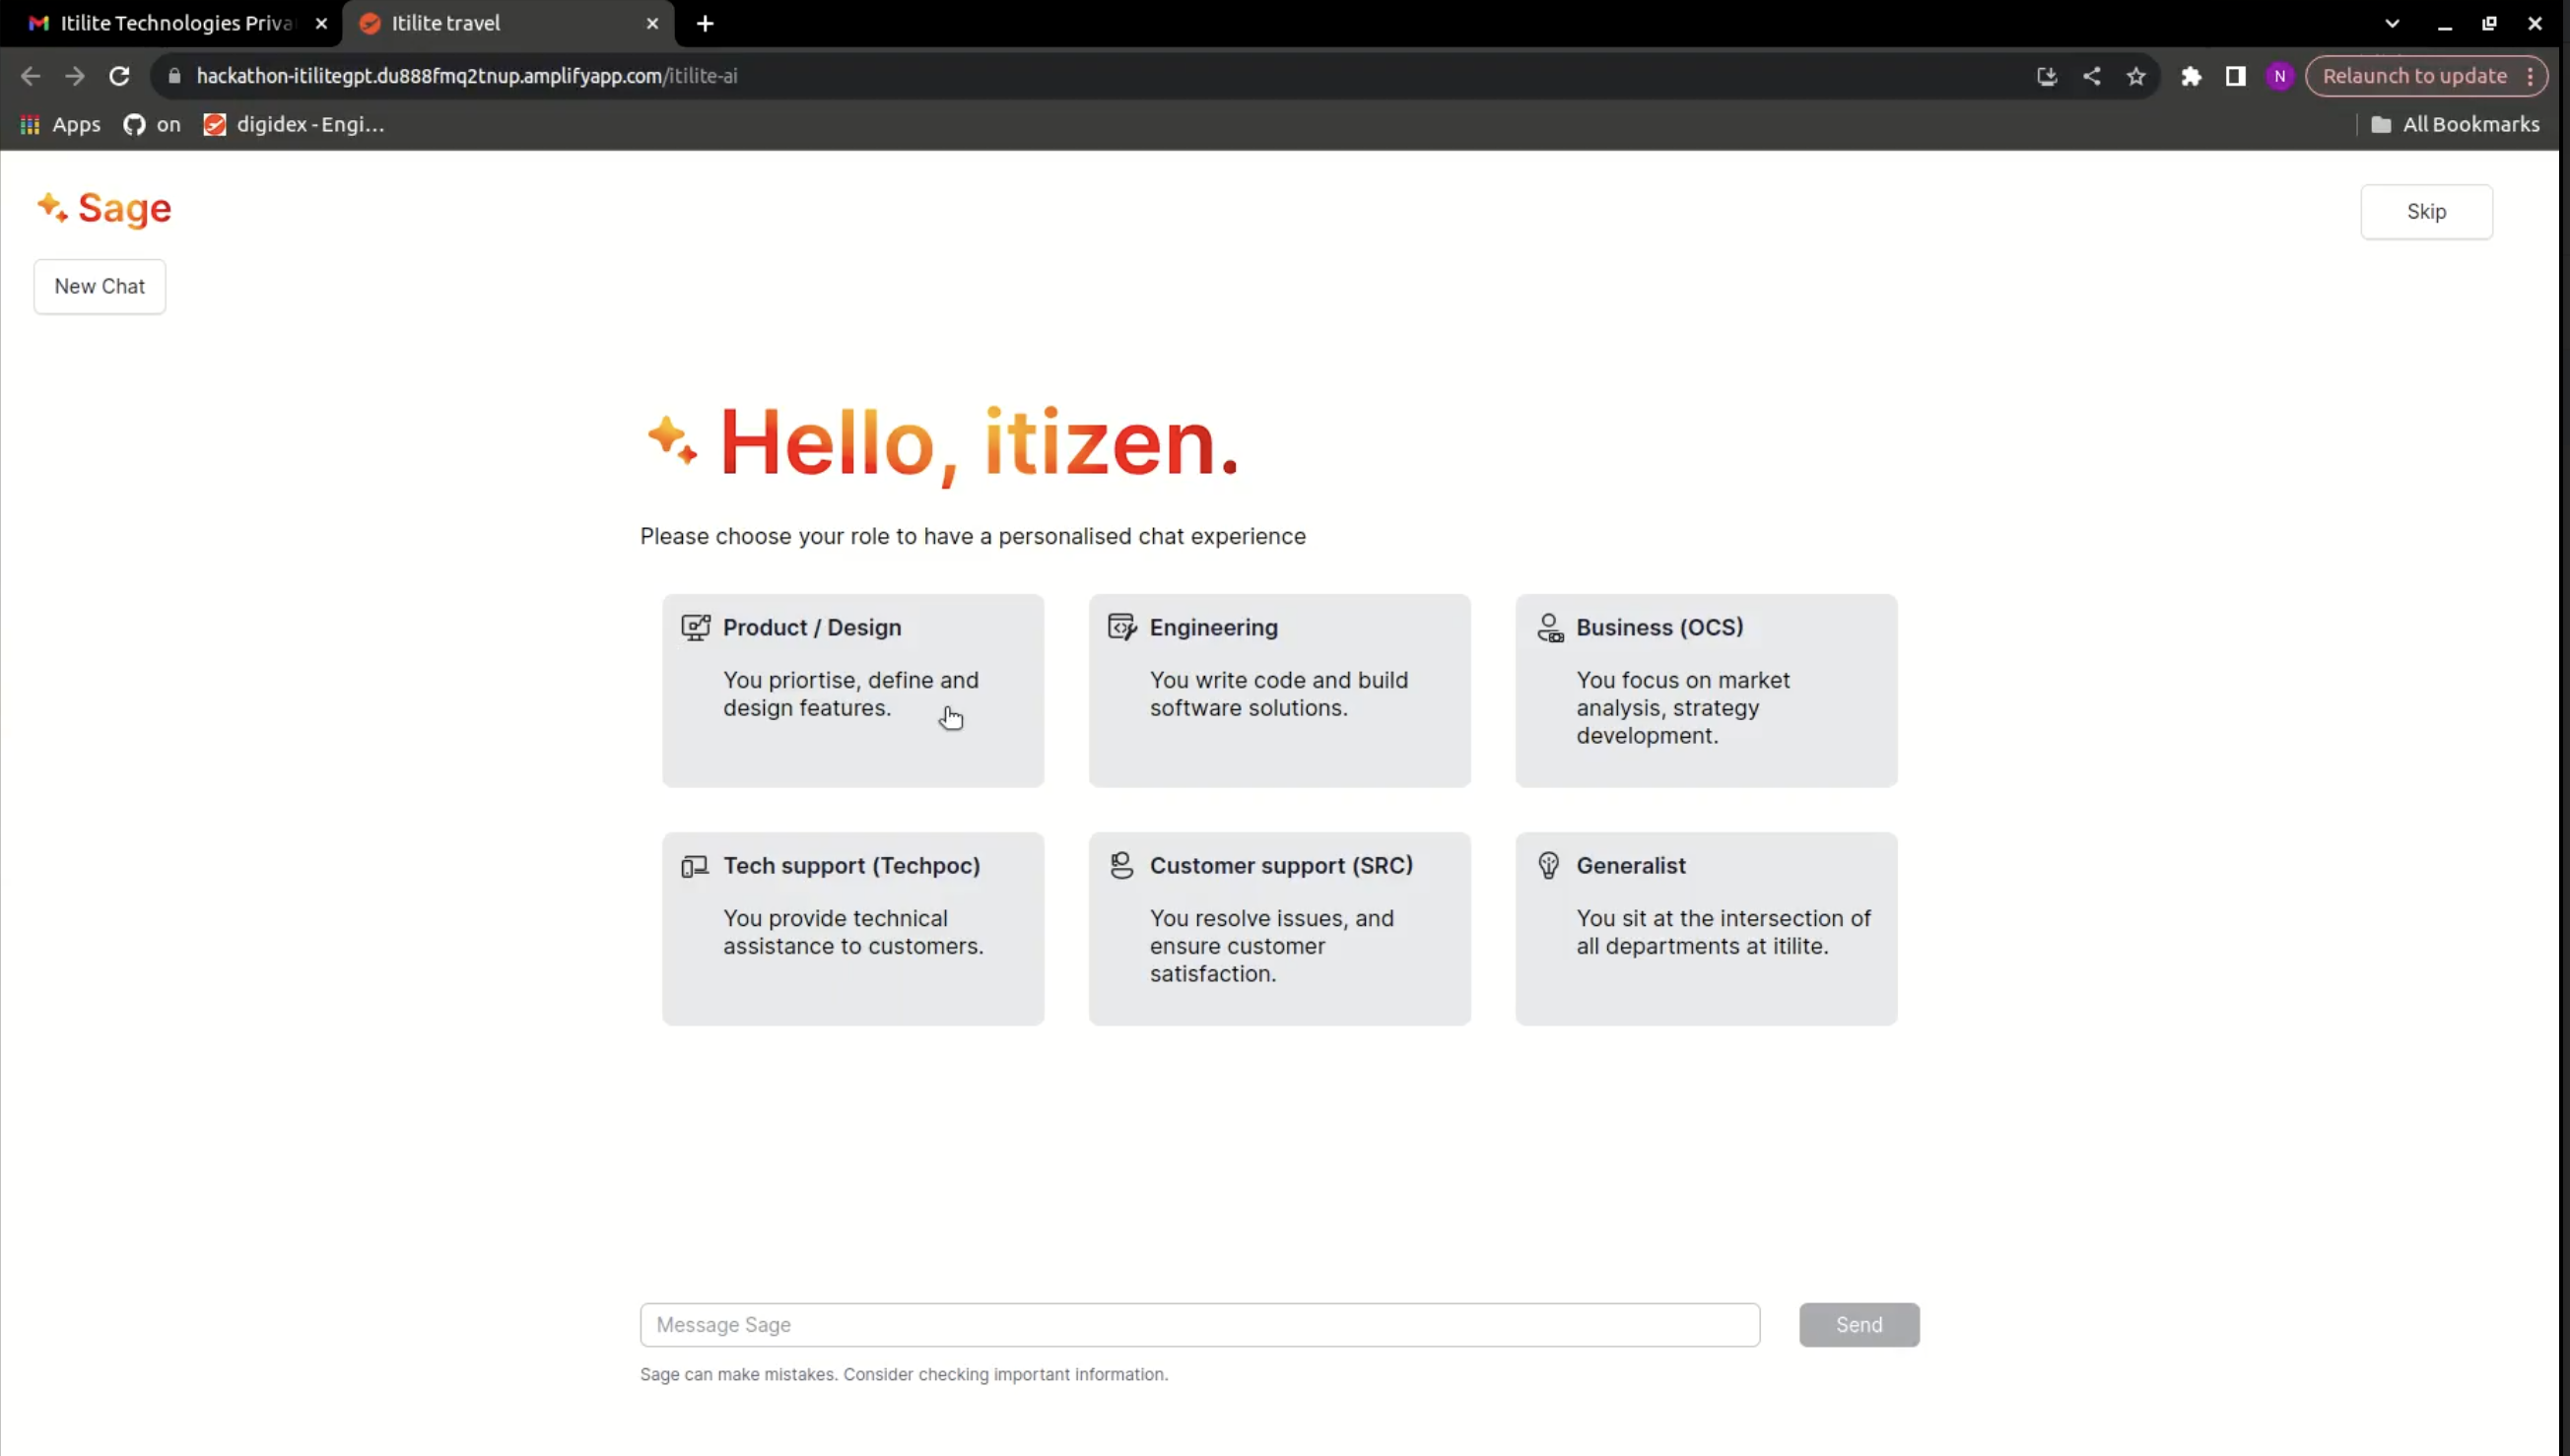 Itilite Technologies Priva
Itilite travel
hackathon-itilitegpt.du888fmq2tnup.amplifyapp.com/itilite-ai
N
Relaunch to update
Apps
on
digidex - Engi...
All Bookmarks
Sage
Skip
New Chat
Hello, itizen.
Please choose your role to have a personalised chat experience
Product / Design
You priortise, define and
design features.
Engineering
You write code and build
software solutions.
Business (OCS)
You focus on market
analysis, strategy
development.
Tech support (Techpoc)
You provide technical
assistance to customers.
Customer support (SRC)
You resolve issues, and
ensure customer
satisfaction.
Generalist
You sit at the intersection of
all departments at itilite.
Message Sage
Send
Sage can make mistakes. Consider checking important information.